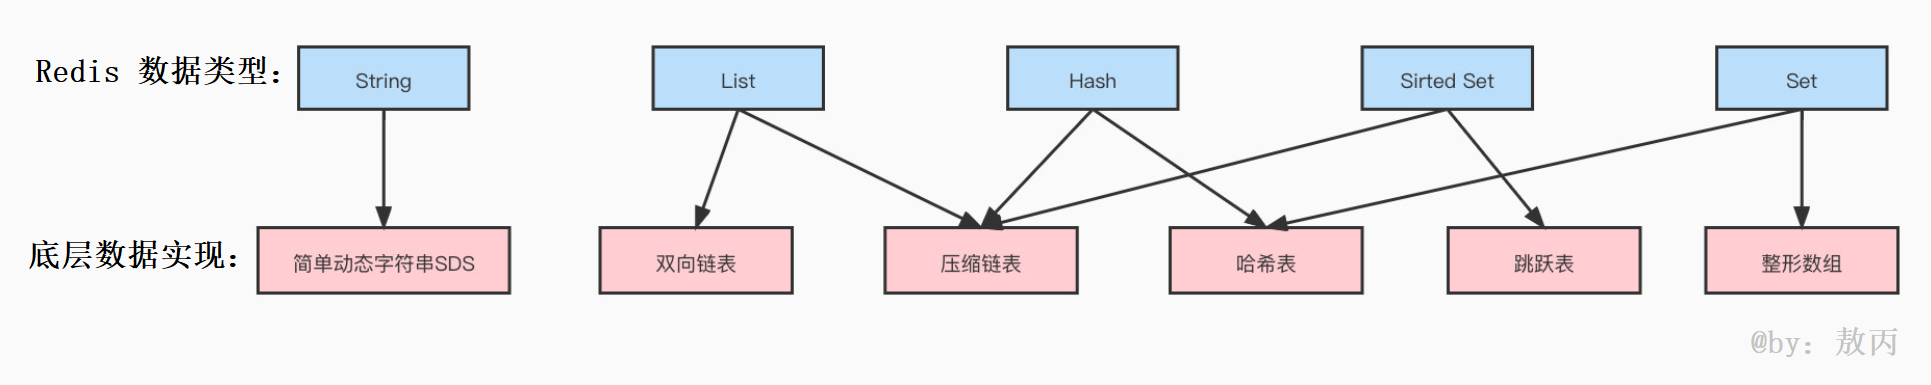 Redis 数据类型： String List Hash Sirted Set Set
底层数据实现： 简单动态字符串SDS 双向链表 压缩链表 哈希表 跳跃表 整形数组
@by：敖丙